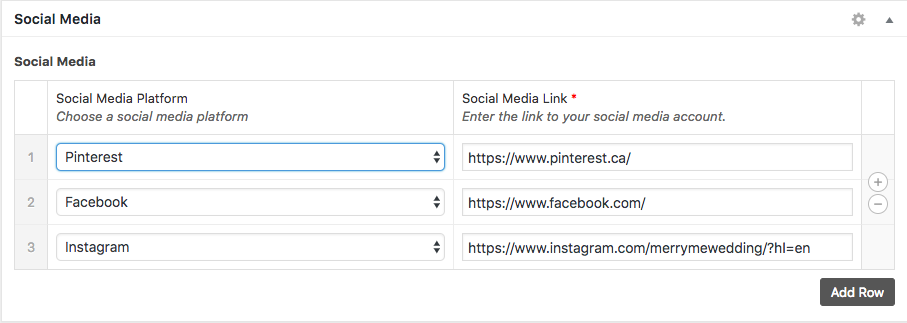 Social Media
Social Media
Social Media Platform
Choose a social media platform
Social Media Link *
Enter the link to your social media account.
1 Pinterest https://www.pinterest.ca/
2 Facebook https://www.facebook.com/
3 Instagram https://www.instagram.com/merrymewedding/?hl=en
Add Row